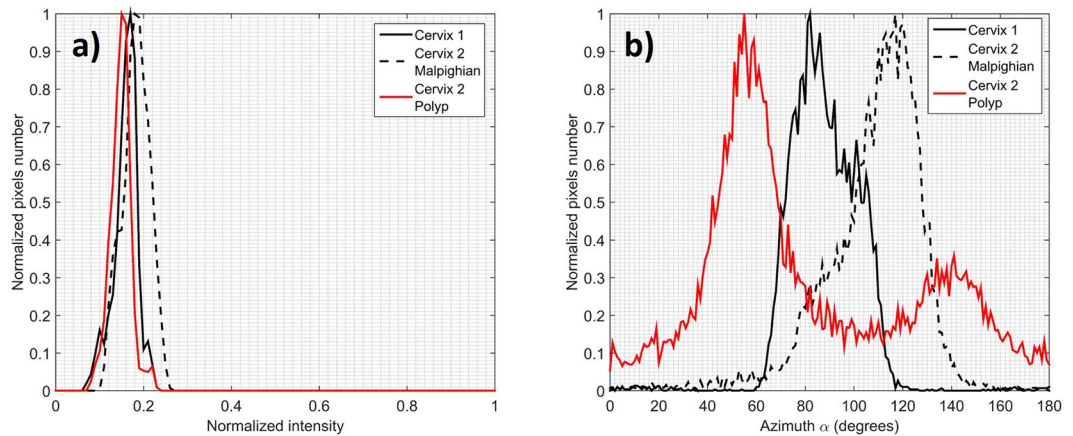 a)
Cervix 1
Cervix 2
Malpighian
Cervix 2
Polyp
Normalized pixels number
1
0.9
0.8
0.7
0.6
0.5
0.4
0.3
0.2
0.1
0
0 0.2 0.4 0.6 0.8 1
Normalized intensity
b)
Cervix 1
Cervix 2
Malpighian
Cervix 2
Polyp
Normalized pixels number
1
0.9
0.8
0.7
0.6
0.5
0.4
0.3
0.2
0.1
0
0 20 40 60 80 100 120 140 160 180
Azimuth α (degrees)